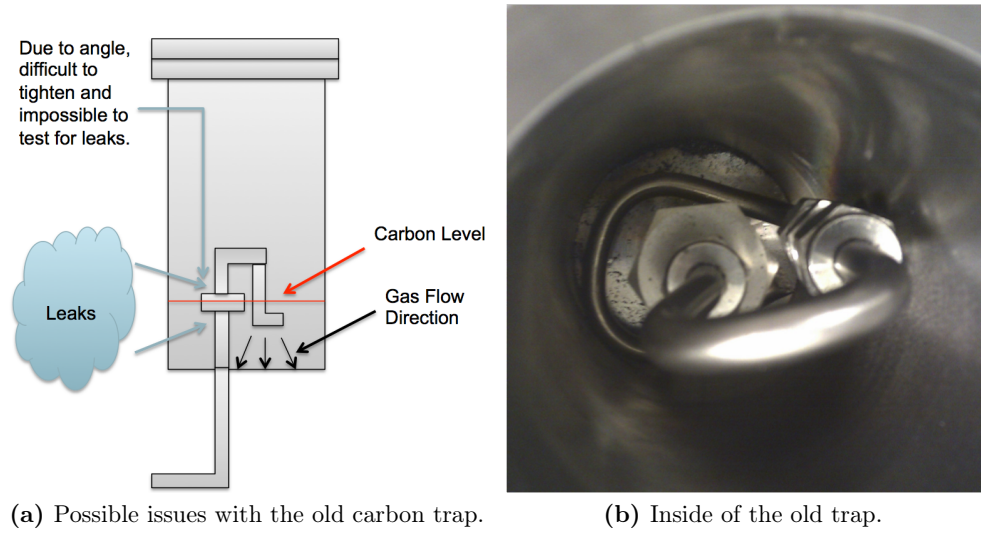 Due to angle,
difficult to
tighten and
impossible to
test for leaks.
Carbon Level
Gas Flow
Direction
Leaks
(a) Possible issues with the old carbon trap.
(b) Inside of the old trap.